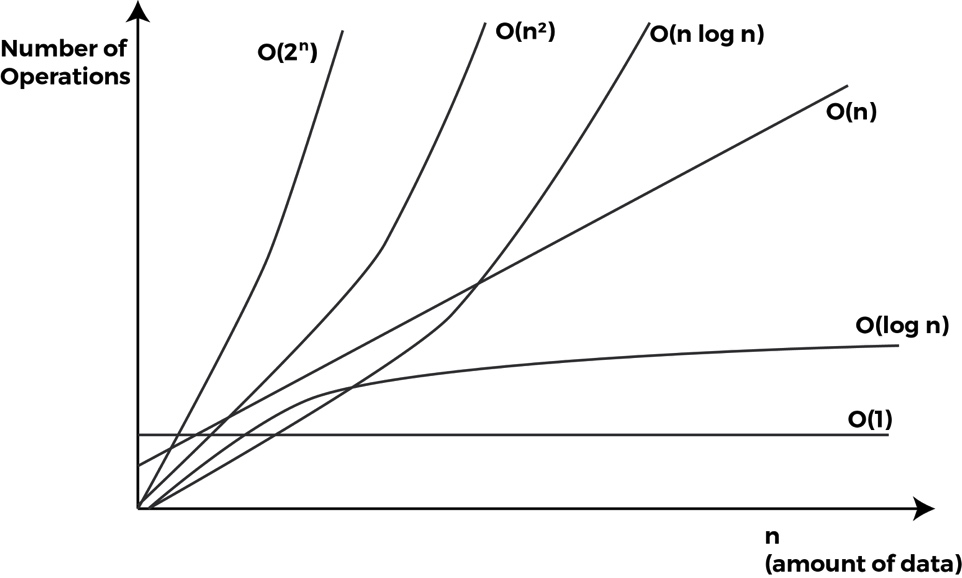 Number of
Operations
O(2ⁿ)
O(n²)
O(n log n)
O(n)
O(log n)
O(1)
n
(amount of data)